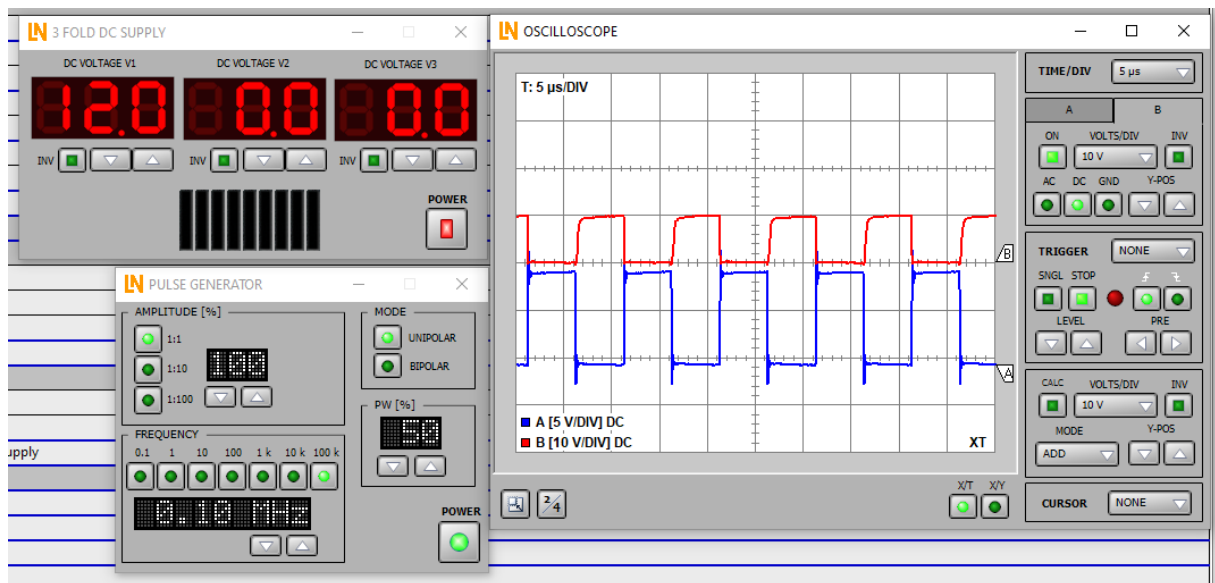 LN 3 FOLD DC SUPPLY
DC VOLTAGE V1 DC VOLTAGE V2 DC VOLTAGE V3
12.0 0.0 0.0
INV INV INV
POWER
LN PULSE GENERATOR
AMPLITUDE [%]
1:1
1:10
1:100
100
MODE
UNIPOLAR
BIPOLAR
PW [%]
50
FREQUENCY
0.1 1 10 100 1 k 10 k 100 k
0.10 MHz
POWER
upply
LN OSCILLOSCOPE
T: 5 µs/DIV
B
A
A [5 V/DIV] DC
B [10 V/DIV] DC
XT
2/4
X/T X/Y
TIME/DIV 5 µs
A B
ON VOLTS/DIV INV
10 V
AC DC GND Y-POS
TRIGGER NONE
SNGL STOP
LEVEL PRE
CALC VOLTS/DIV INV
10 V
MODE Y-POS
ADD
CURSOR NONE